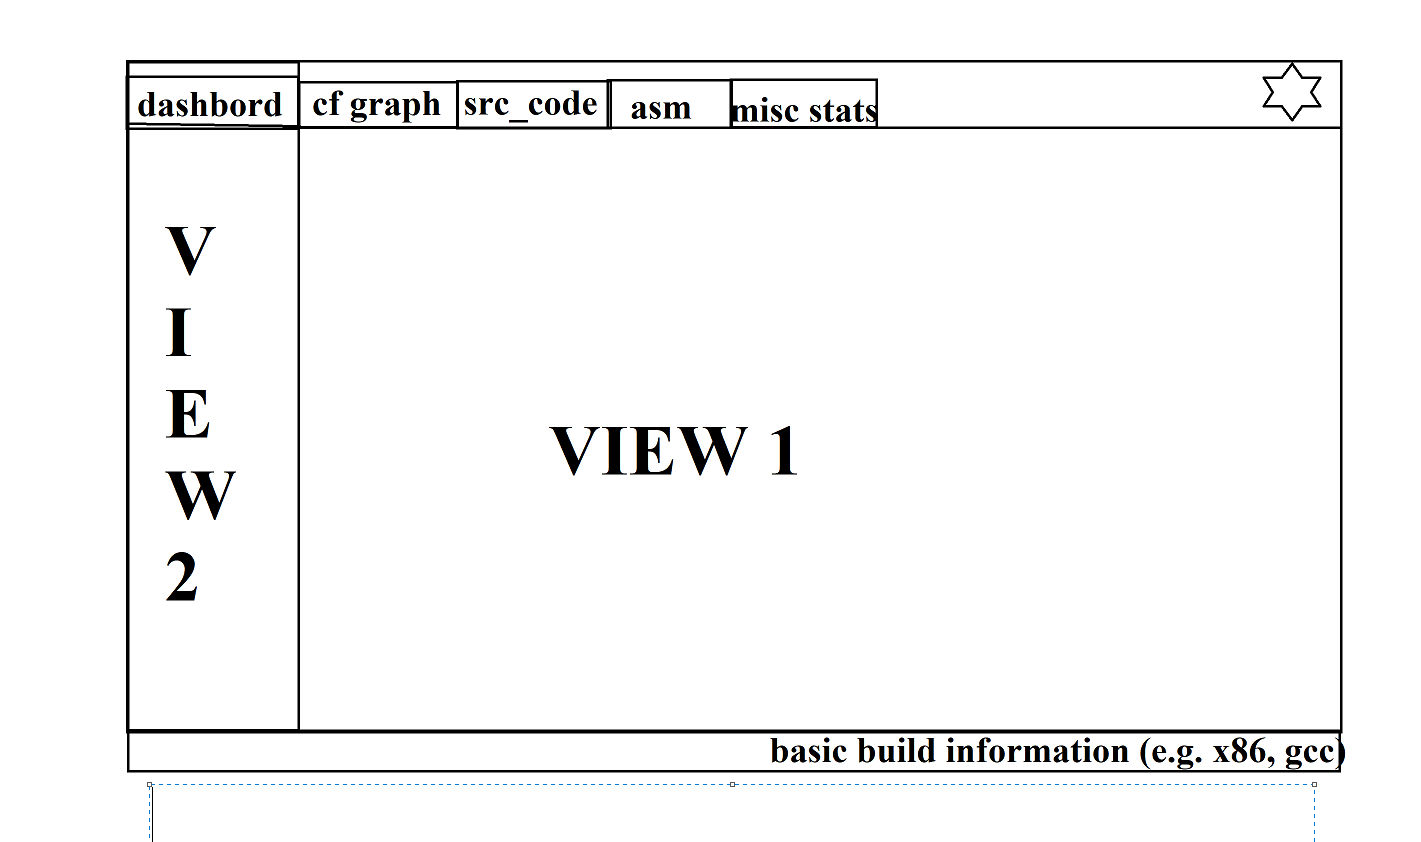 dashbord
cf graph
src_code
asm
misc stats
V
I
E
W
2
VIEW 1
basic build information (e.g. x86, gcc)